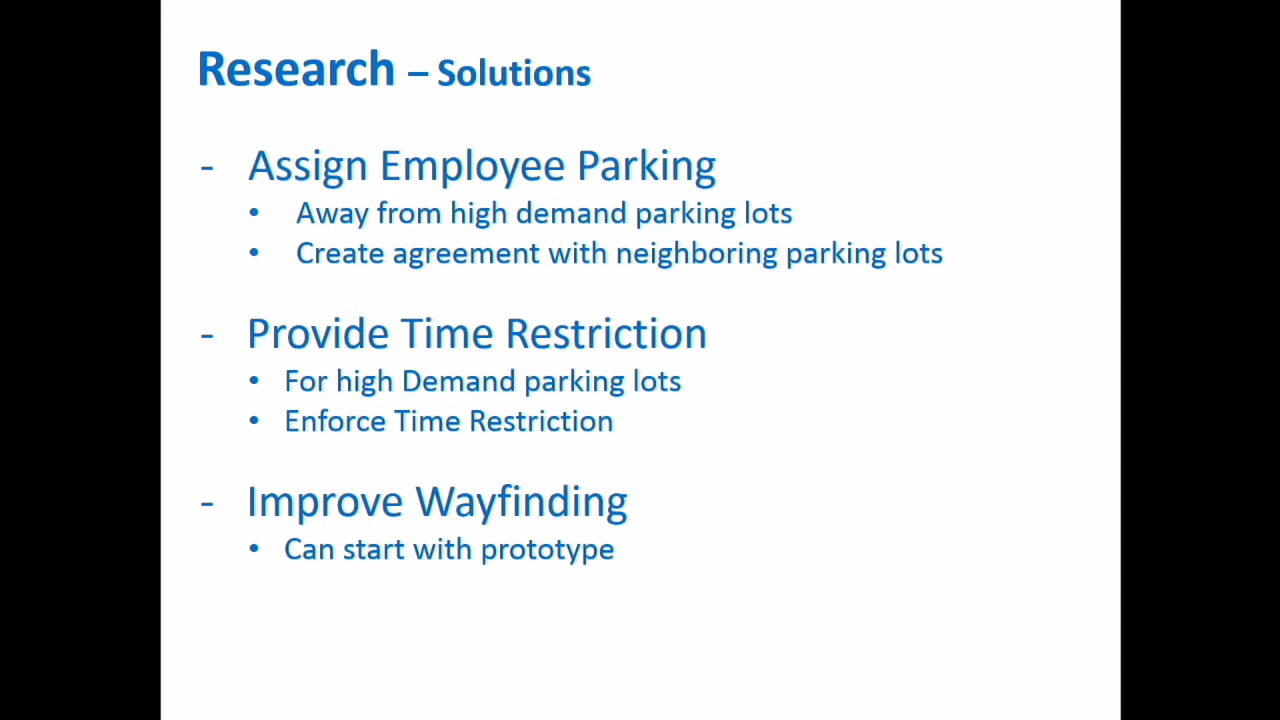 Research – Solutions
- Assign Employee Parking
• Away from high demand parking lots
• Create agreement with neighboring parking lots
- Provide Time Restriction
• For high Demand parking lots
• Enforce Time Restriction
- Improve Wayfinding
• Can start with prototype